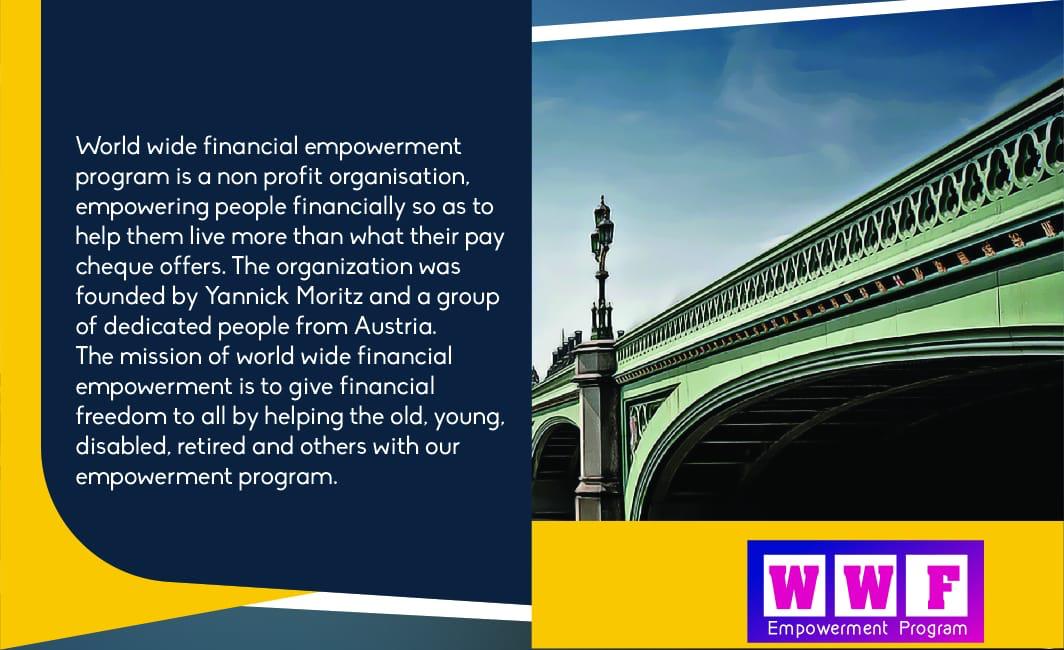 World wide financial empowerment
program is a non profit organisation,
empowering people financially so as to
help them live more than what their pay
cheque offers. The organization was
founded by Yannick Moritz and a group
of dedicated people from Austria.
The mission of world wide financial
empowerment is to give financial
freedom to all by helping the old, young,
disabled, retired and others with our
empowerment program.
WWF
Empowerment Program